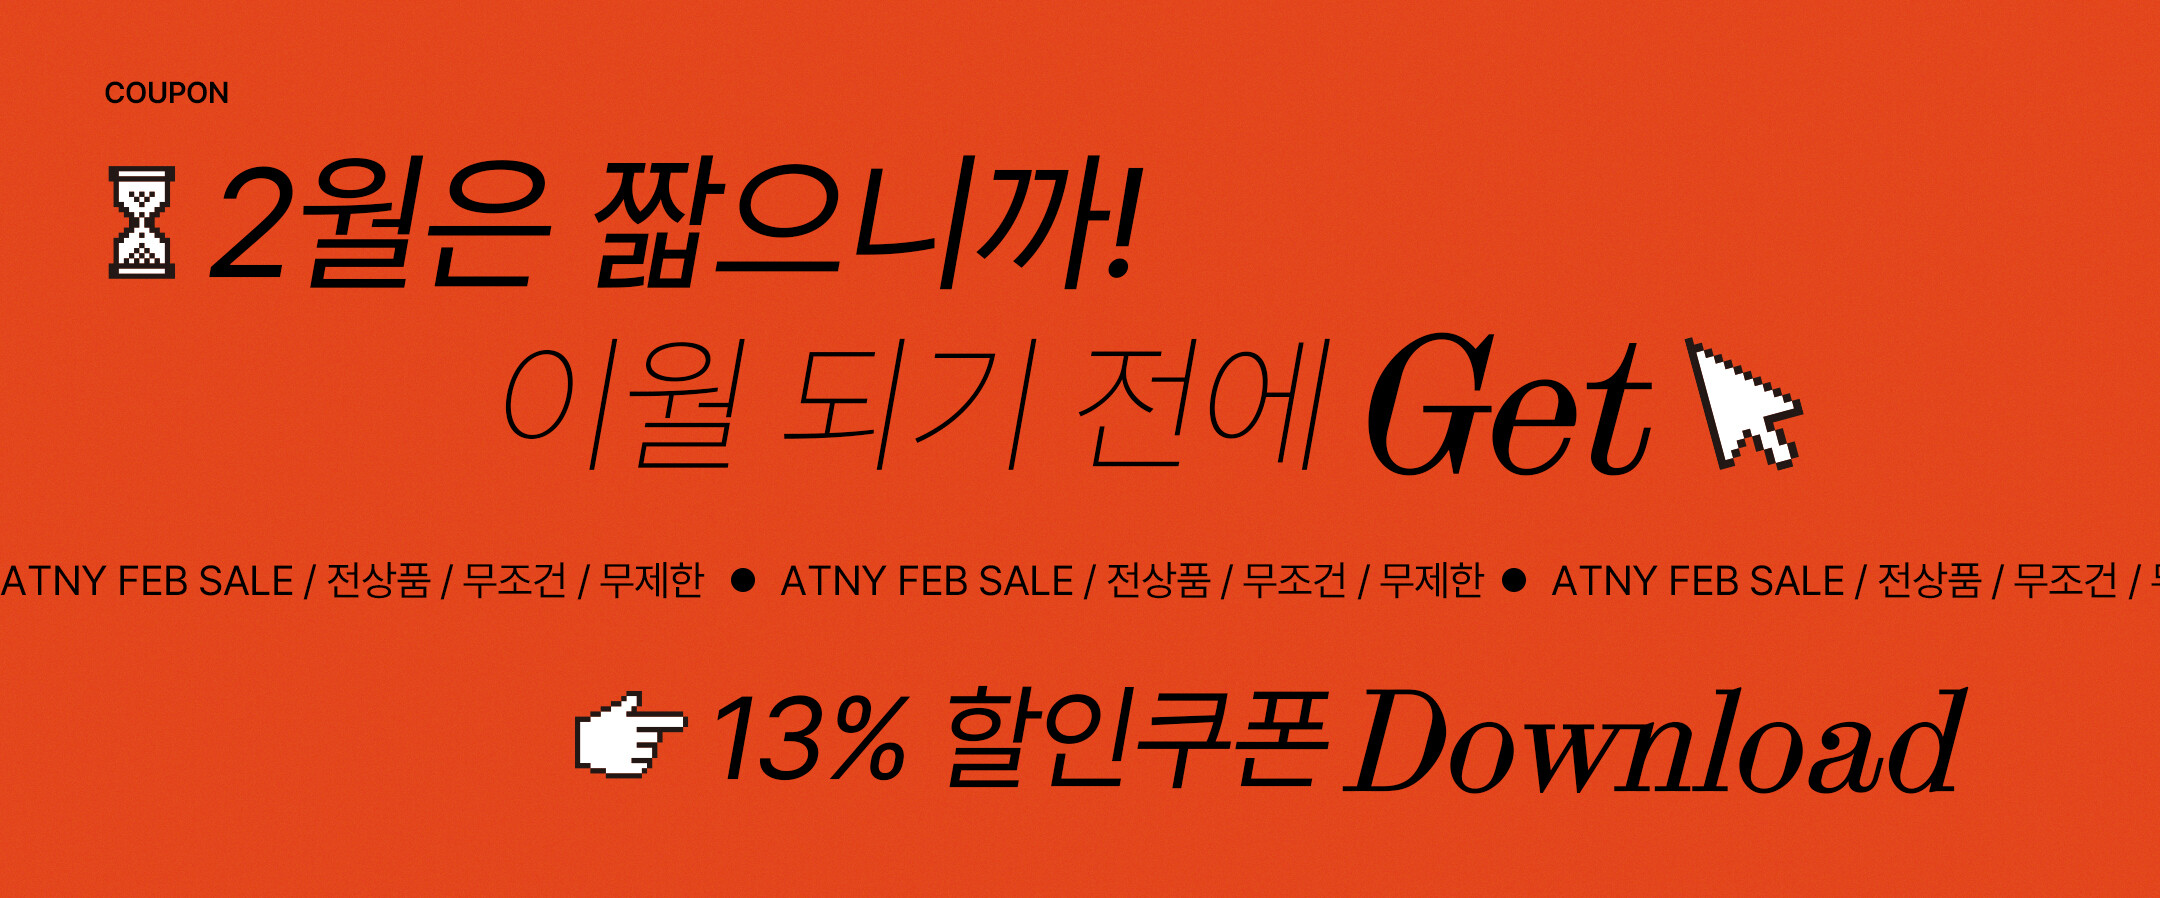 COUPON
2월은 짧으니까!
이월 되기 전에 Get
ATNY FEB SALE / 전상품 / 무조건 / 무제한 ● ATNY FEB SALE / 전상품 / 무조건 / 무제한 ● ATNY FEB SALE / 전상품 / 무조건 /
13% 할인쿠폰 Download